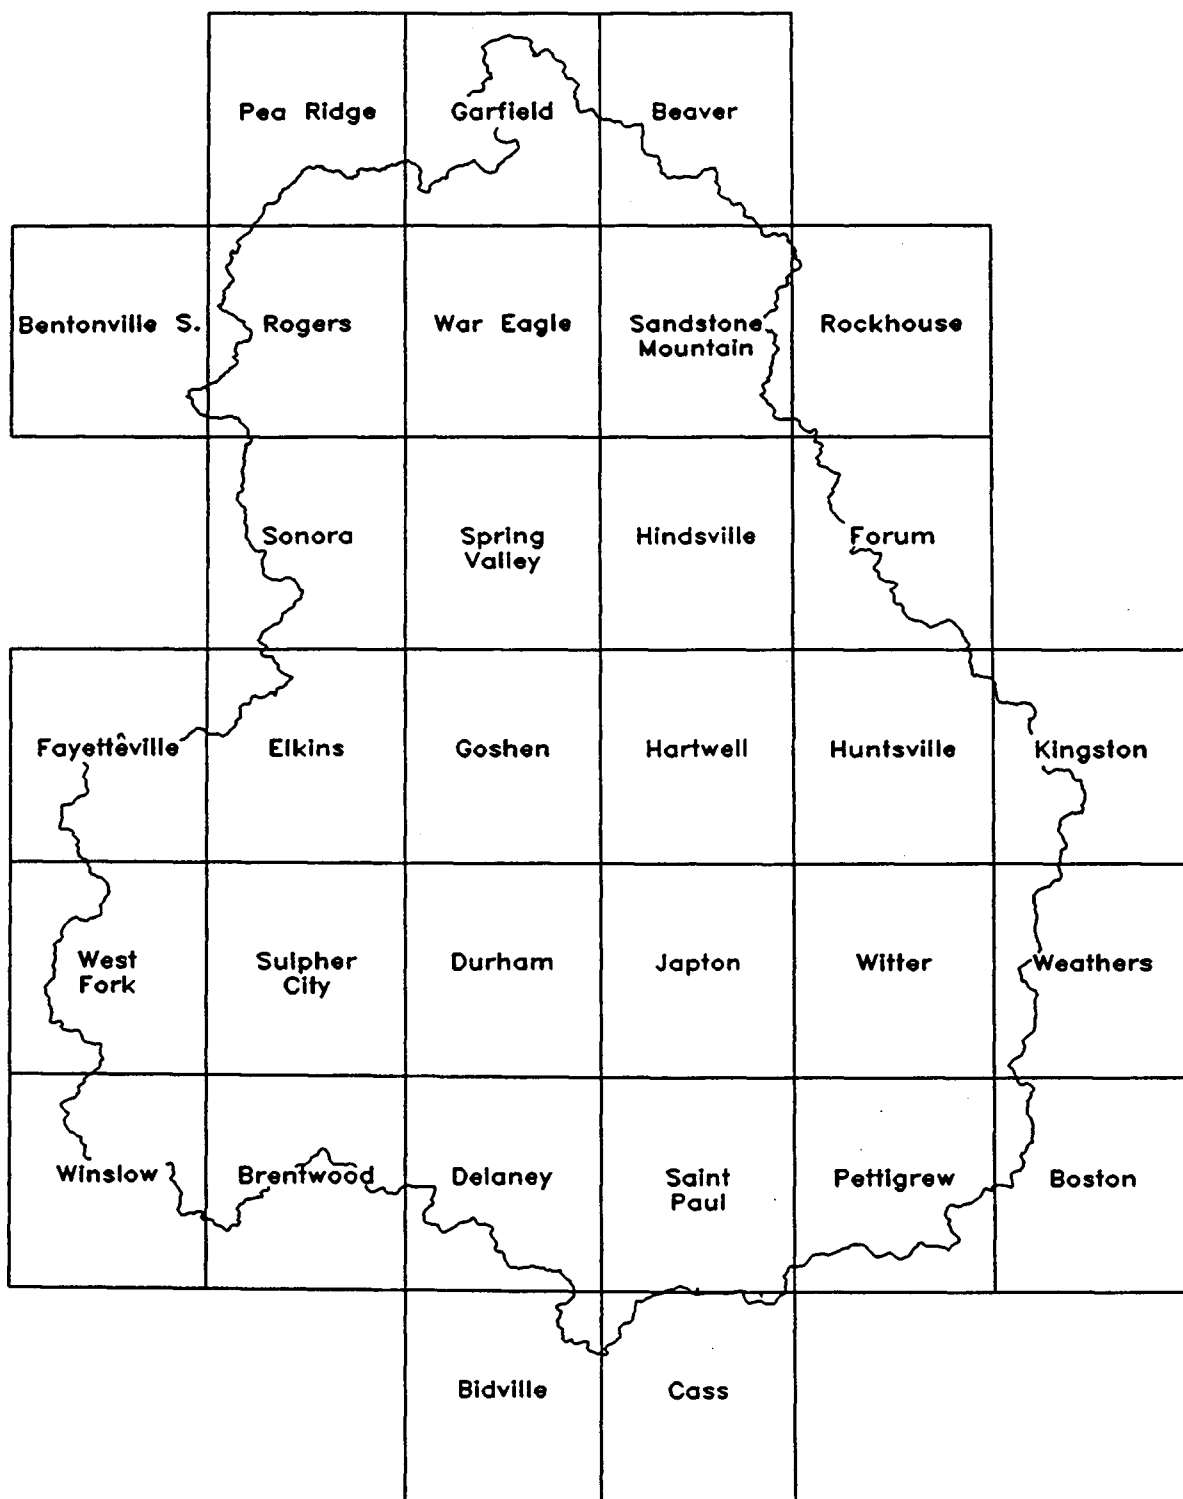 Pea Ridge
Garfield
Beaver
Bentonville S.
Rogers
War Eagle
Sandstone
Mountain
Rockhouse
Sonora
Spring
Valley
Hindsville
Forum
Fayettêville
Elkins
Goshen
Hartwell
Huntsville
Kingston
West
Fork
Sulpher
City
Durham
Japton
Witter
Weathers
Winslow
Brentwood
Delaney
Saint
Paul
Pettigrew
Boston
Bidville
Cass